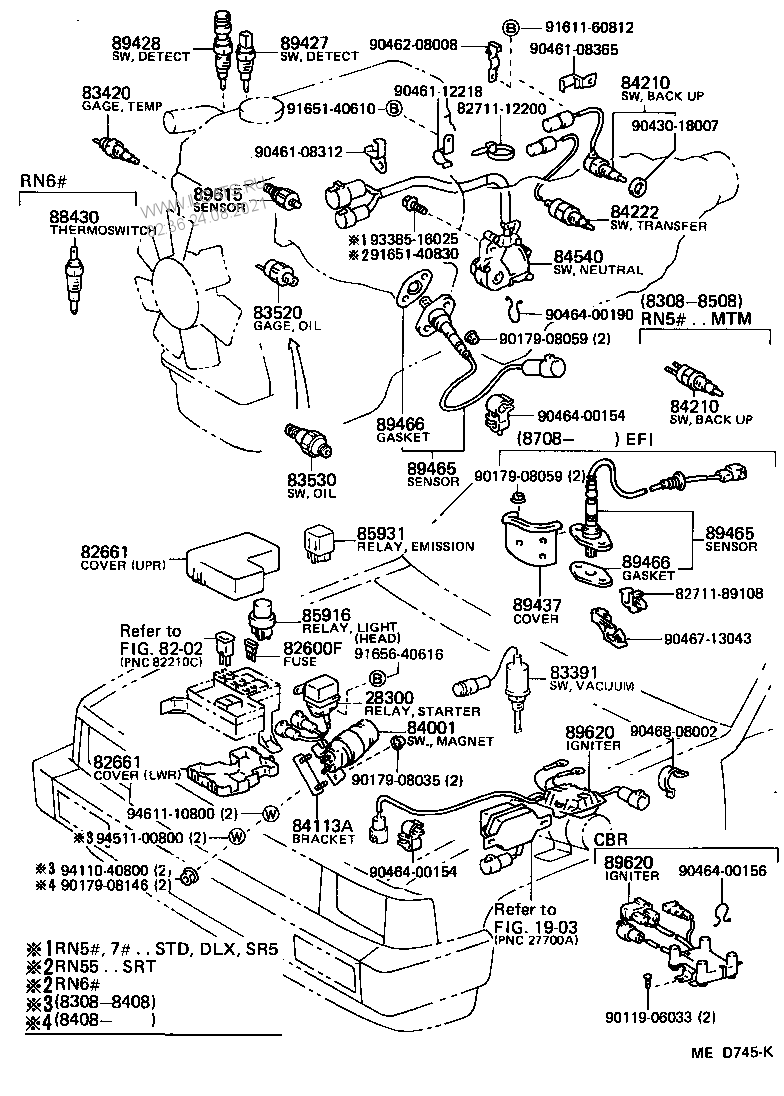 89428
SW, DETECT
89427
SW, DETECT
90462-08008
B 91611-60812
90461-08365
83420
GAGE, TEMP
91651-40610 B
90461-12218
82711-12200
84210
SW, BACK UP
90430-18007
90461-08312
RN6#
89615
SENSOR
88430
THERMOSWITCH
84222
SW, TRANSFER
※1 93385-16025
※2 91651-40830
84540
SW, NEUTRAL
83520
GAGE, OIL
90464-00190
(8308-8508)
RN5#..MTM
90179-08059 (2)
84210
SW, BACK UP
89466
GASKET
90464-00154
83530
SW, OIL
89465
SENSOR
(8708- ) EFI
90179-08059 (2)
85931
RELAY, EMISSION
82661
COVER (UPR)
89465
SENSOR
89466
GASKET
89437
COVER
82711-89108
90467-13043
85916
RELAY, LIGHT
(HEAD)
Refer to
FIG. 82-02
(PNC 82210C)
82600F
FUSE
91656-40616
B
83391
SW, VACUUM
28300
RELAY, STARTER
84001
SW., MAGNET
89620
IGNITER
90468-08002
82661
COVER (LWR)
90179-08035 (2)
94611-10800 (2) W
84113A
BRACKET
※3 94511-00800 (2) W
CBR
※3 94110-40800 (2)
※4 90179-08146 (2)
90464-00154
89620
IGNITER
90464-00156
Refer to
FIG. 19-03
(PNC 27700A)
※1 RN5#, 7#..STD, DLX, SR5
※2 RN55..SRT
※2 RN6#
※3 (8308-8408)
※4 (8408- )
90119-06033 (2)
ME D745-K